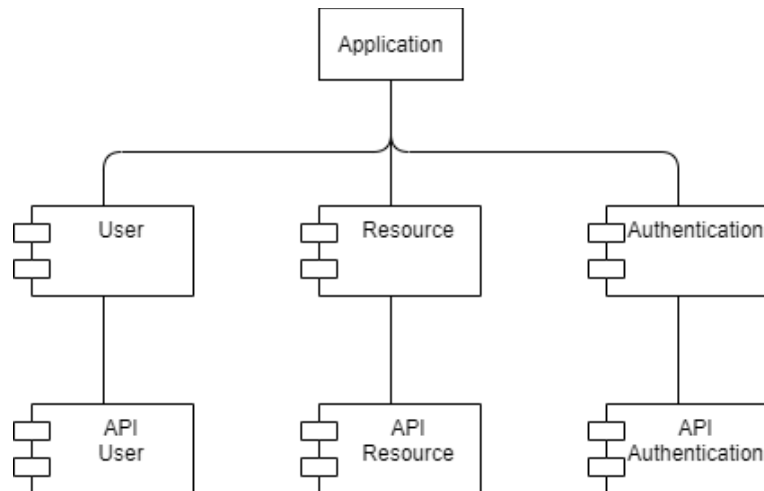 Application
User
Resource
Authentication
API
User
API
Resource
API
Authentication